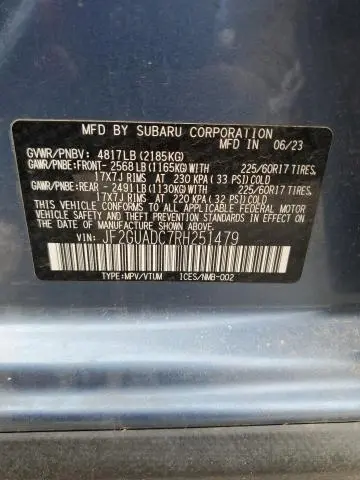 MFD BY SUBARU CORPORATION 06/23
GVWR/PNBV: 4817LB (2185KG)
GAWR/PNBE:FRONT- 2568LB (1165KG) WITH 225/60R17 TIRES,
17X7J RIMS AT 230 KPA (33 PSI) COLD
GAWR/PNBE:REAR - 2491LB (1130KG) WITH 225/60R17 TIRES,
17X7J RIMS AT 220 KPA (32 PSI) COLD
THIS VEHICLE CONFORMS TO ALL APPLICABLE FEDERAL MOTOR
VEHICLE SAFETY AND THEFT PREVENTION STANDARDS IN
EFFECT ON THE DATE OF MANUFACTURE SHOWN ABOVE.
VIN: JF2GUADC7RH251479
TYPE:MPV/VTUM ICES/NMB-002